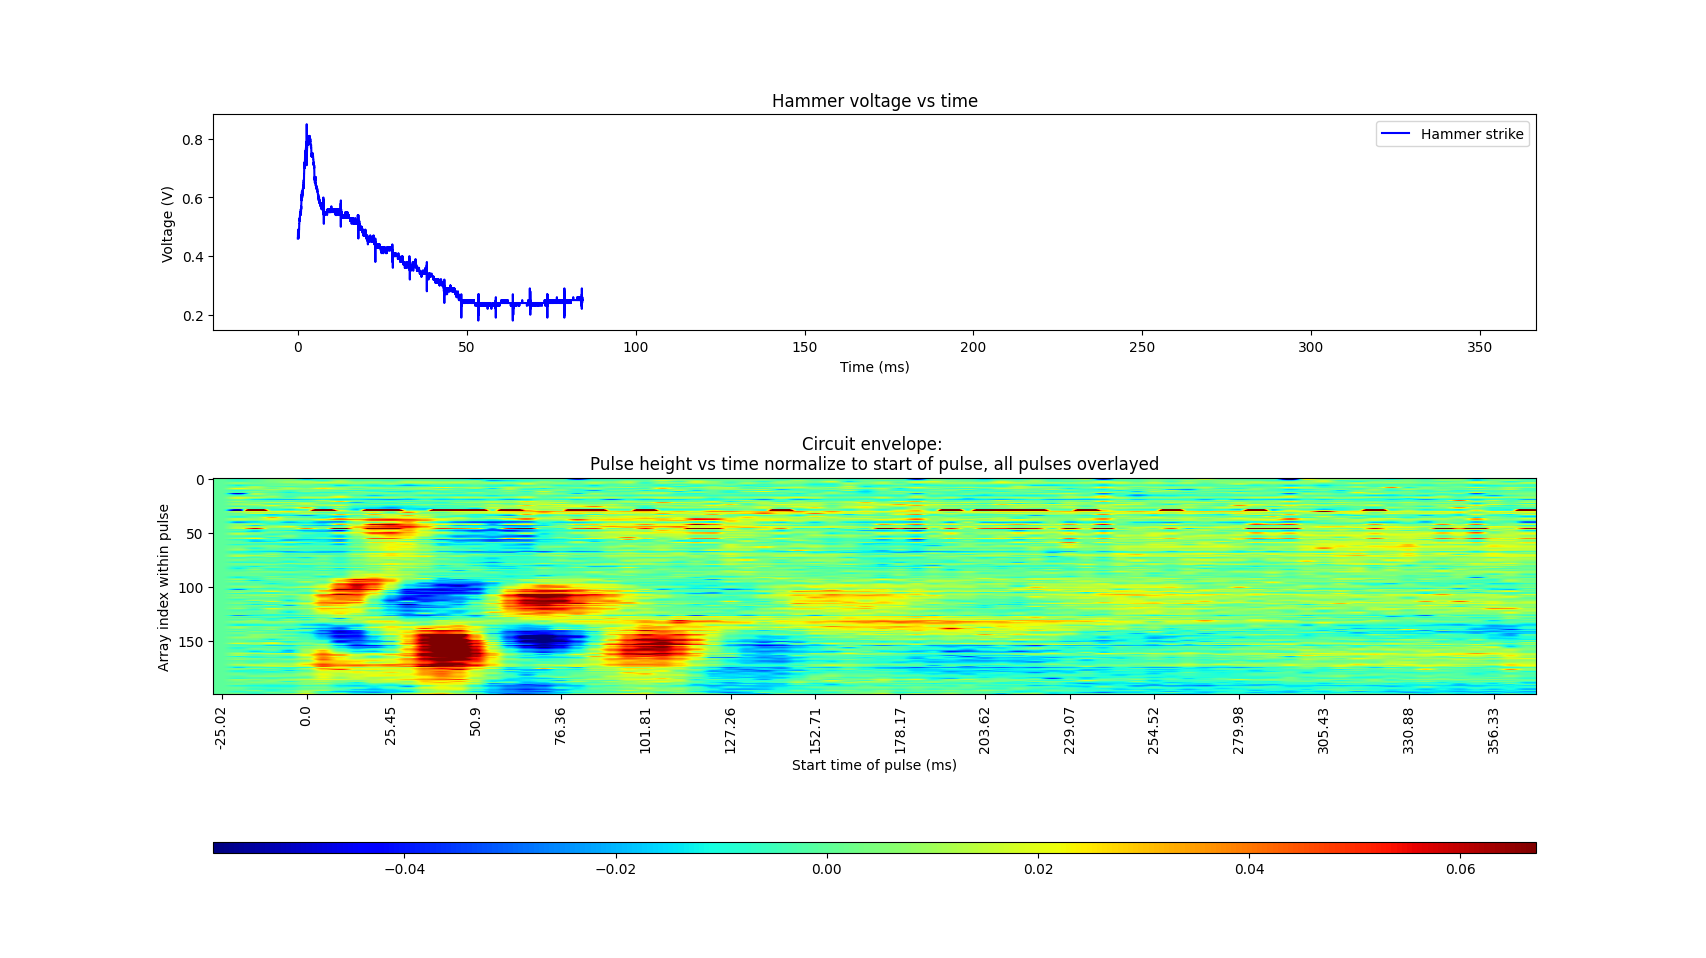 Hammer voltage vs time
Hammer strike
Voltage (V)
0.8
0.6
0.4
0.2
0 50 100 150 200 250 300 350
Time (ms)
Circuit envelope:
Pulse height vs time normalize to start of pulse, all pulses overlayed
Array index within pulse
0
50
100
150
-25.02 0.0 25.45 50.9 76.36 101.81 127.26 152.71 178.17 203.62 229.07 254.52 279.98 305.43 330.88 356.33
Start time of pulse (ms)
−0.04 −0.02 0.00 0.02 0.04 0.06